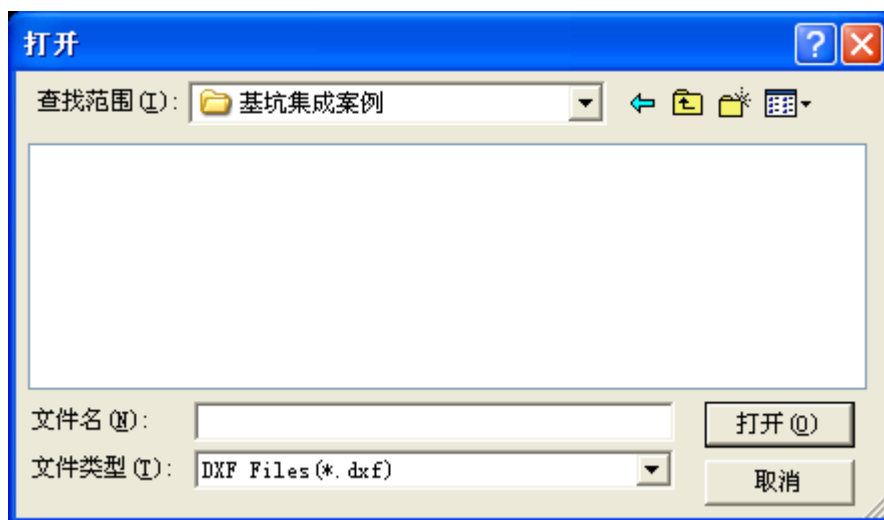 打开
查找范围(I): 基坑集成案例
文件名(N): 打开(O)
文件类型(T): DXF Files(*.dxf) 取消